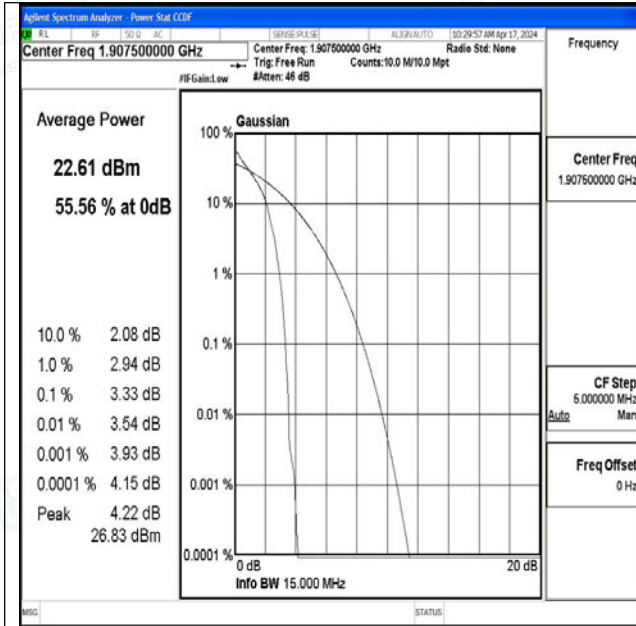 Agilent Spectrum Analyzer - Power Stat CCDF
RL RF 50 Ω AC SENSE:PULSE ALIGNAUTO 10:29:57 AM Apr 17, 2024
Center Freq 1.907500000 GHz
Center Freq: 1.907500000 GHz Radio Std: None
Trig: Free Run Counts:10.0 M/10.0 Mpt
#IFGain:Low #Atten: 46 dB
Frequency
Average Power
22.61 dBm
55.56 % at 0dB
10.0 % 2.08 dB
1.0 % 2.94 dB
0.1 % 3.33 dB
0.01 % 3.54 dB
0.001 % 3.93 dB
0.0001 % 4.15 dB
Peak 4.22 dB
26.83 dBm
Gaussian
100 %
10 %
1 %
0.1 %
0.01 %
0.001 %
0.0001 %
0 dB 20 dB
Info BW 15.000 MHz
Center Freq
1.907500000 GHz
CF Step
5.000000 MHz
Auto Man
Freq Offset
0 Hz
MSG STATUS